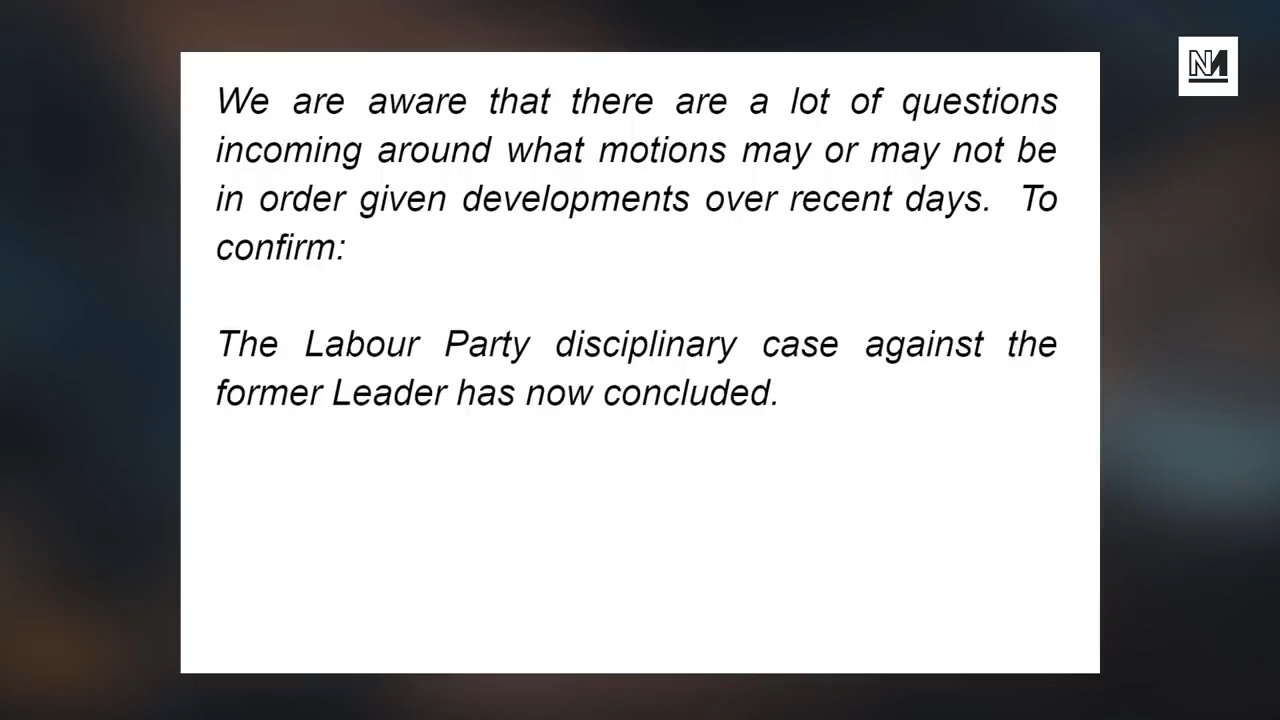 NM
We are aware that there are a lot of questions
incoming around what motions may or may not be
in order given developments over recent days. To
confirm:
The Labour Party disciplinary case against the
former Leader has now concluded.